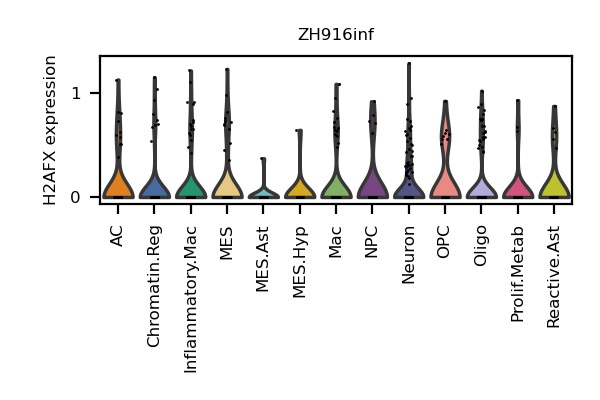 ZH916inf
H2AFX expression
1
0
AC
Chromatin.Reg
Inflammatory.Mac
MES
MES.Ast
MES.Hyp
Mac
NPC
Neuron
OPC
Oligo
Prolif.Metab
Reactive.Ast